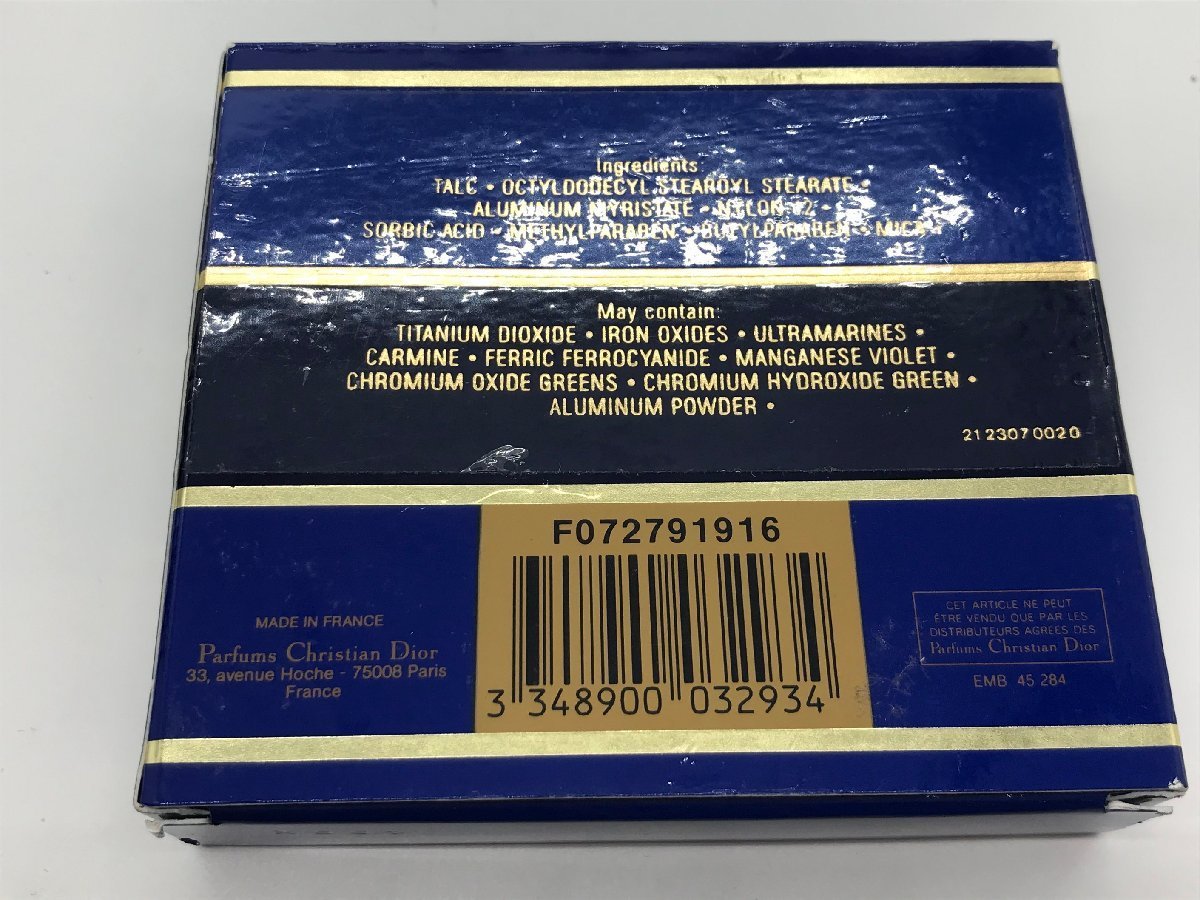 Ingredients
TALC • OCTYLDODECYL STEAROYL STEARATE •
ALUMINUM MYRISTATE • NYLON-12 •
SORBIC ACID • METHYLPARABEN • BUTYLPARABEN • MICA •
May contain:
TITANIUM DIOXIDE • IRON OXIDES • ULTRAMARINES •
CARMINE • FERRIC FERROCYANIDE • MANGANESE VIOLET •
CHROMIUM OXIDE GREENS • CHROMIUM HYDROXIDE GREEN •
ALUMINUM POWDER •
2123070020
F072791916
3 348900 032934
MADE IN FRANCE
Parfums Christian Dior
33, avenue Hoche - 75008 Paris
France
CET ARTICLE NE PEUT
ÊTRE VENDU QUE PAR LES
DISTRIBUTEURS AGRÉÉS DES
Parfums Christian Dior
EMB 45 284